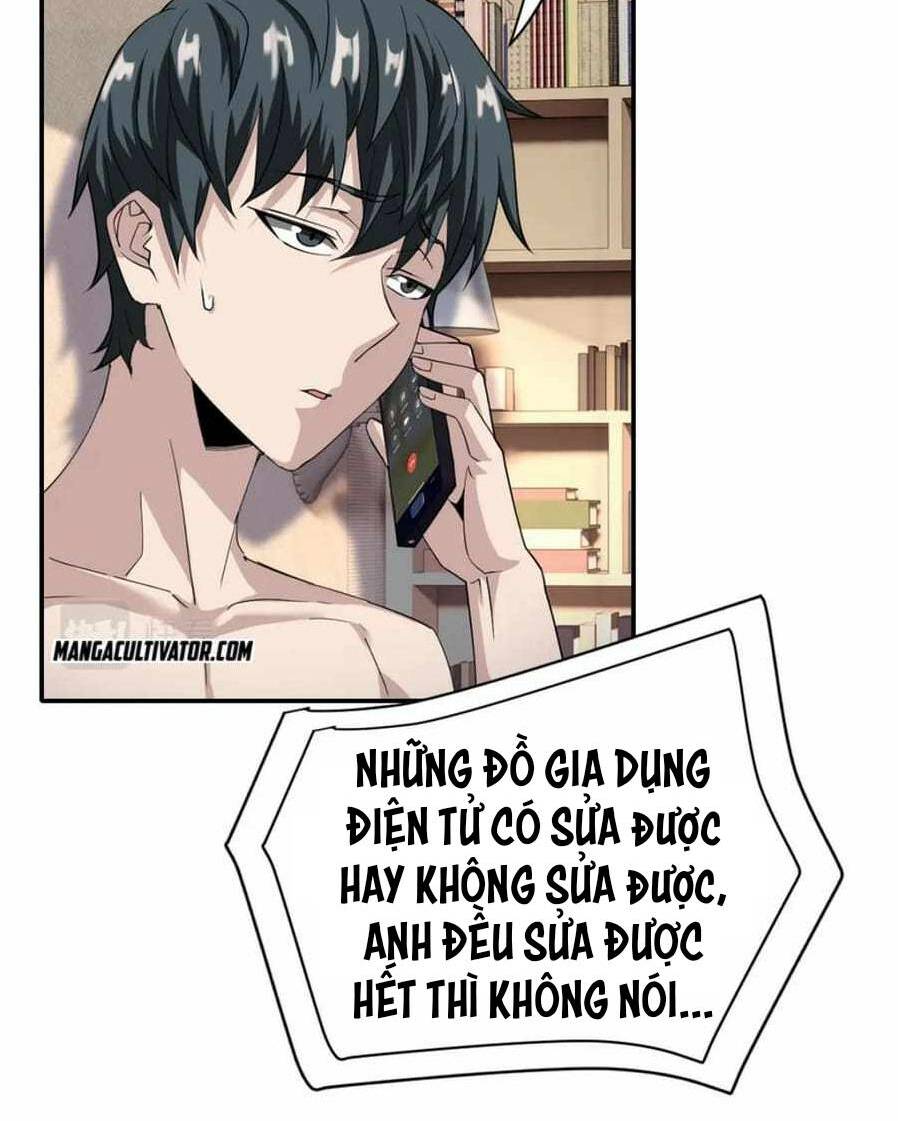 MANGACULTIVATOR.COM
NHỮNG ĐỒ GIA DỤNG
ĐIỆN TỬ CÓ SỬA ĐƯỢC
HAY KHÔNG SỬA ĐƯỢC,
ANH ĐỀU SỬA ĐƯỢC
HẾT THÌ KHÔNG NÓI...